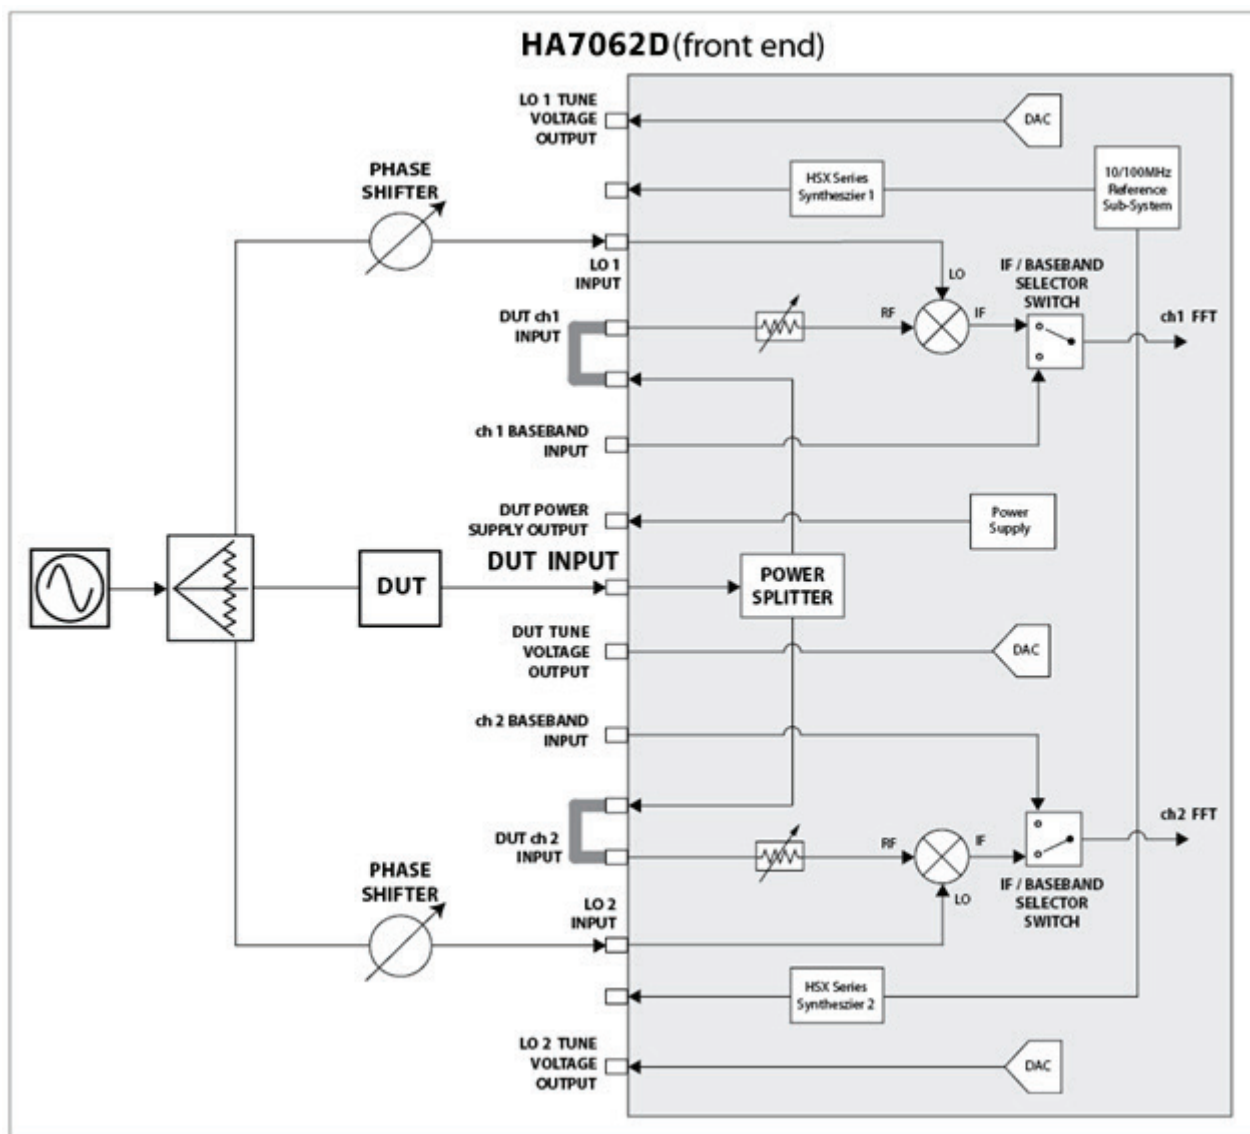 HA7062D (front end)
LO 1 TUNE
VOLTAGE
OUTPUT
DAC
PHASE
SHIFTER
HSX Series
Syntheszier 1
10/100MHz
Reference
Sub-System
LO 1
INPUT
LO
IF / BASEBAND
SELECTOR
SWITCH
DUT ch1
INPUT
RF
IF
ch1 FFT
ch 1 BASEBAND
INPUT
DUT POWER
SUPPLY OUTPUT
Power
Supply
DUT INPUT
DUT
POWER
SPLITTER
DUT TUNE
VOLTAGE
OUTPUT
DAC
ch 2 BASEBAND
INPUT
DUT ch 2
INPUT
RF
IF
ch2 FFT
LO
IF / BASEBAND
SELECTOR
SWITCH
PHASE
SHIFTER
LO 2
INPUT
HSX Series
Syntheszier 2
LO 2 TUNE
VOLTAGE
OUTPUT
DAC